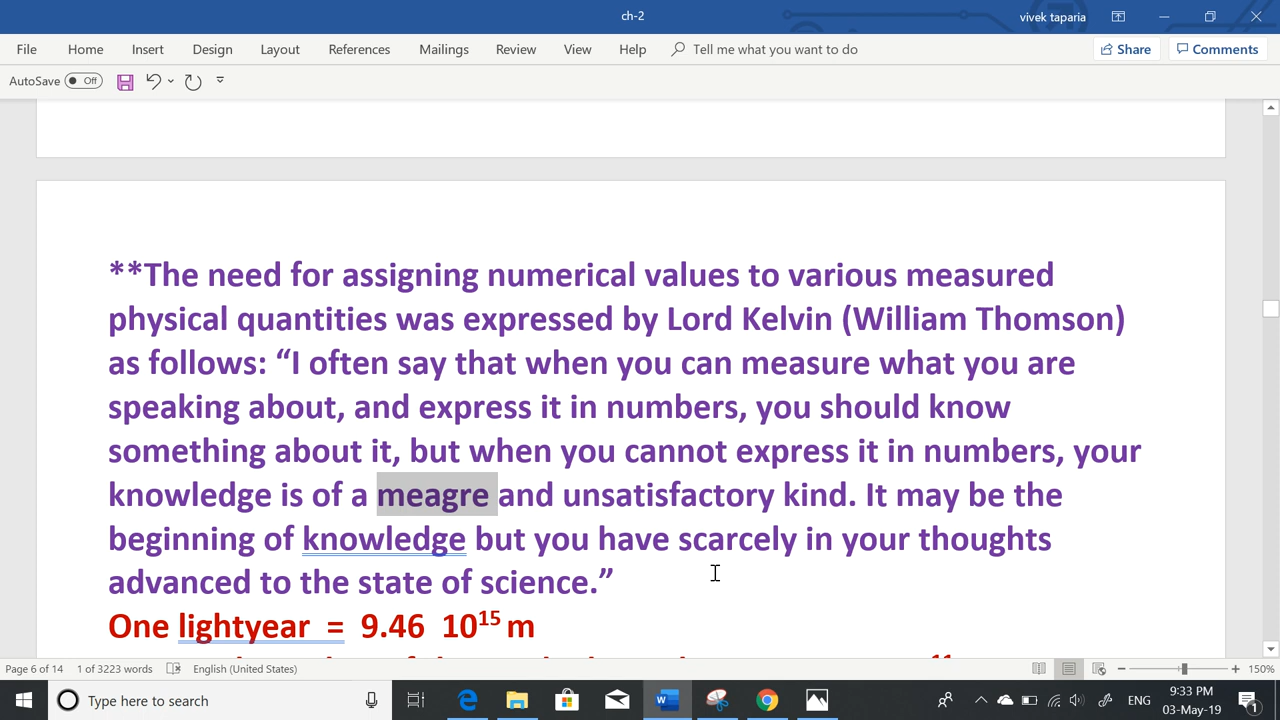 ch-2
vivek taparia
File Home Insert Design Layout References Mailings Review View Help Tell me what you want to do Share Comments
AutoSave Off
**The need for assigning numerical values to various measured
physical quantities was expressed by Lord Kelvin (William Thomson)
as follows: “I often say that when you can measure what you are
speaking about, and express it in numbers, you should know
something about it, but when you cannot express it in numbers, your
knowledge is of a meagre and unsatisfactory kind. It may be the
beginning of knowledge but you have scarcely in your thoughts
advanced to the state of science.”
One lightyear = 9.46 10¹⁵ m
Page 6 of 14 1 of 3223 words English (United States) 150%
Type here to search ENG 9:33 PM
03-May-19 1